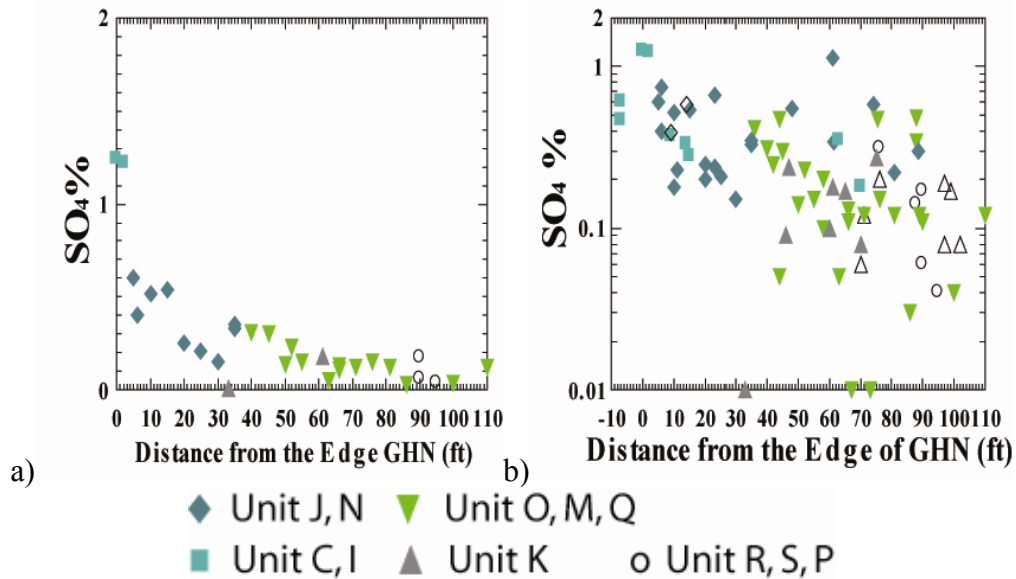 2
1
0
SO4%
0 10 20 30 40 50 60 70 80 90 100 110
Distance from the Edge GHN (ft)
a)
1
0.1
0.01
SO4 %
-10 0 10 20 30 40 50 60 70 80 90 100 110
Distance from the Edge of GHN (ft)
b)
Unit J, N
Unit O, M, Q
Unit C, I
Unit K
Unit R, S, P